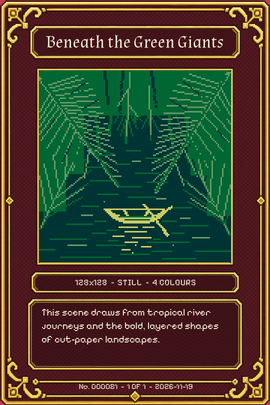 Beneath the Green Giants
128x128 - STILL - 4 COLOURS
This scene draws from tropical river
journeys and the bold, layered shapes
of cut-paper landscapes.
No. 000081 - 1 OF 1 - 2026-11-19